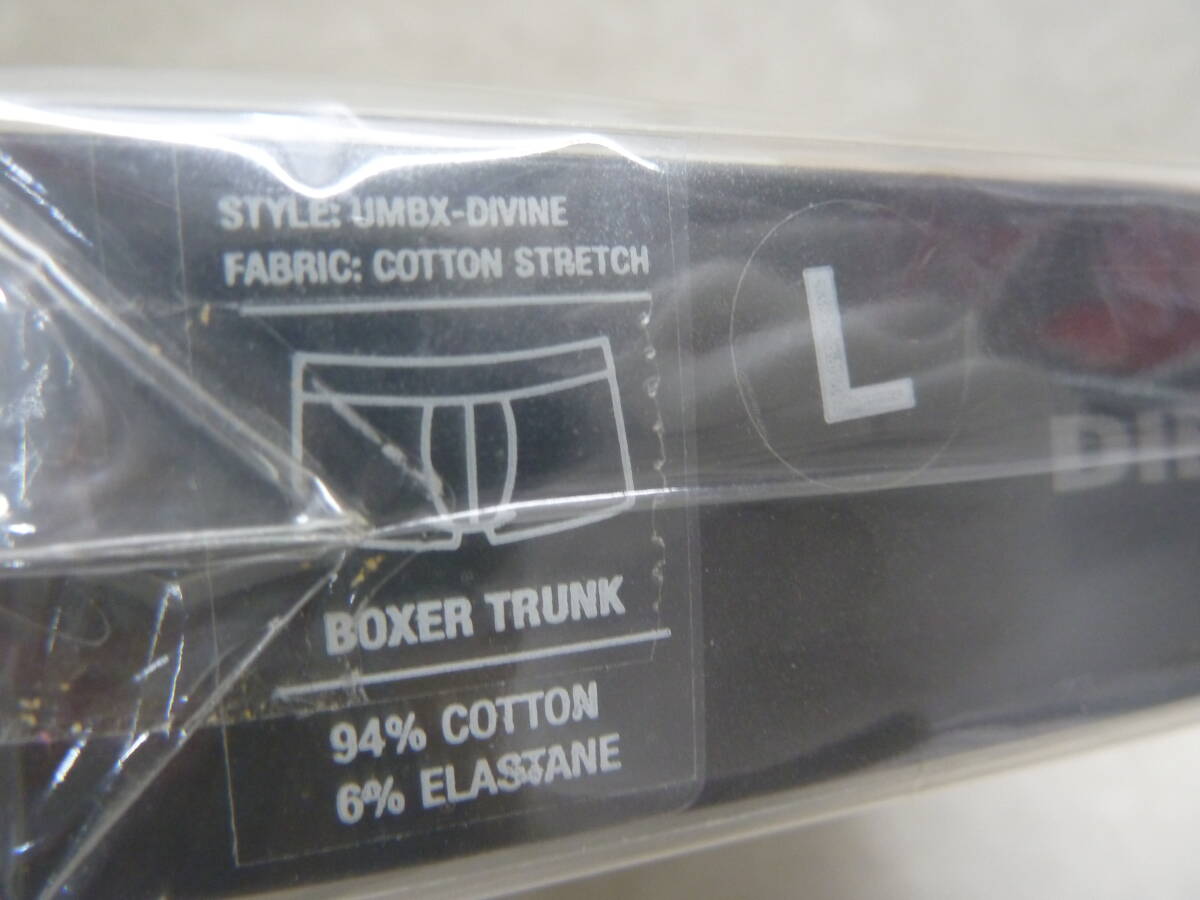 STYLE: UMBX-DIVINE
FABRIC: COTTON STRETCH
L
BOXER TRUNK
94% COTTON
6% ELASTANE